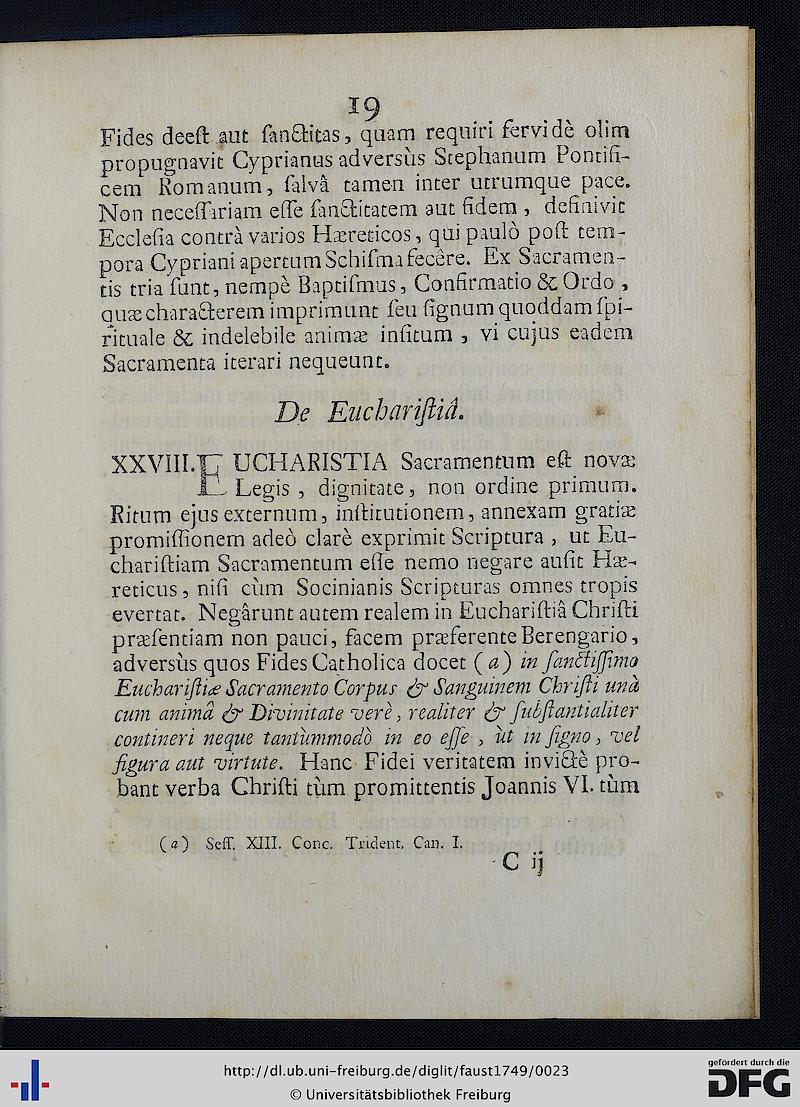 19
Fides deeſt aut ſanctitas, quam requiri fervidè olim
propugnavit Cyprianus adversùs Stephanum Pontifi-
cem Romanum, ſalvâ tamen inter utrumque pace.
Non neceſſariam eſſe ſanctitatem aut fidem, definivit
Eccleſia contrà varios Hæreticos, qui paulò poſt tem-
pora Cypriani apertum Schiſma fecêre. Ex Sacramen-
tis tria ſunt, nempè Baptiſmus, Confirmatio & Ordo,
quæ characterem imprimunt ſeu ſignum quoddam ſpi-
rituale & indelebile animæ inſitum, vi cujus eadem
Sacramenta iterari nequeunt.
De Euchariſtiâ.
XXVIII. EUCHARISTIA Sacramentum eſt novæ
Legis, dignitate, non ordine primum.
Ritum ejus externum, inſtitutionem, annexam gratiæ
promiſſionem adeò clarè exprimit Scriptura, ut Eu-
chariſtiam Sacramentum eſſe nemo negare auſit Hæ-
reticus, niſi cùm Socinianis Scripturas omnes tropis
evertat. Negârunt autem realem in Euchariſtiâ Chriſti
præſentiam non pauci, facem præferente Berengario,
adversùs quos Fides Catholica docet (a) in ſanctiſſimo
Euchariſtiæ Sacramento Corpus & Sanguinem Chriſti unà
cum animâ & Divinitate verè, realiter & ſubſtantialiter
contineri neque tantùmmodò in eo eſſe, ùt in ſigno, vel
figura aut virtute. Hanc Fidei veritatem invictè pro-
bant verba Chriſti tùm promittentis Joannis VI. tùm
(a) Seſſ. XIII. Conc. Trident. Can. I.
C ij
http://dl.ub.uni-freiburg.de/diglit/faust1749/0023
© Universitätsbibliothek Freiburg
gefördert durch die
DFG